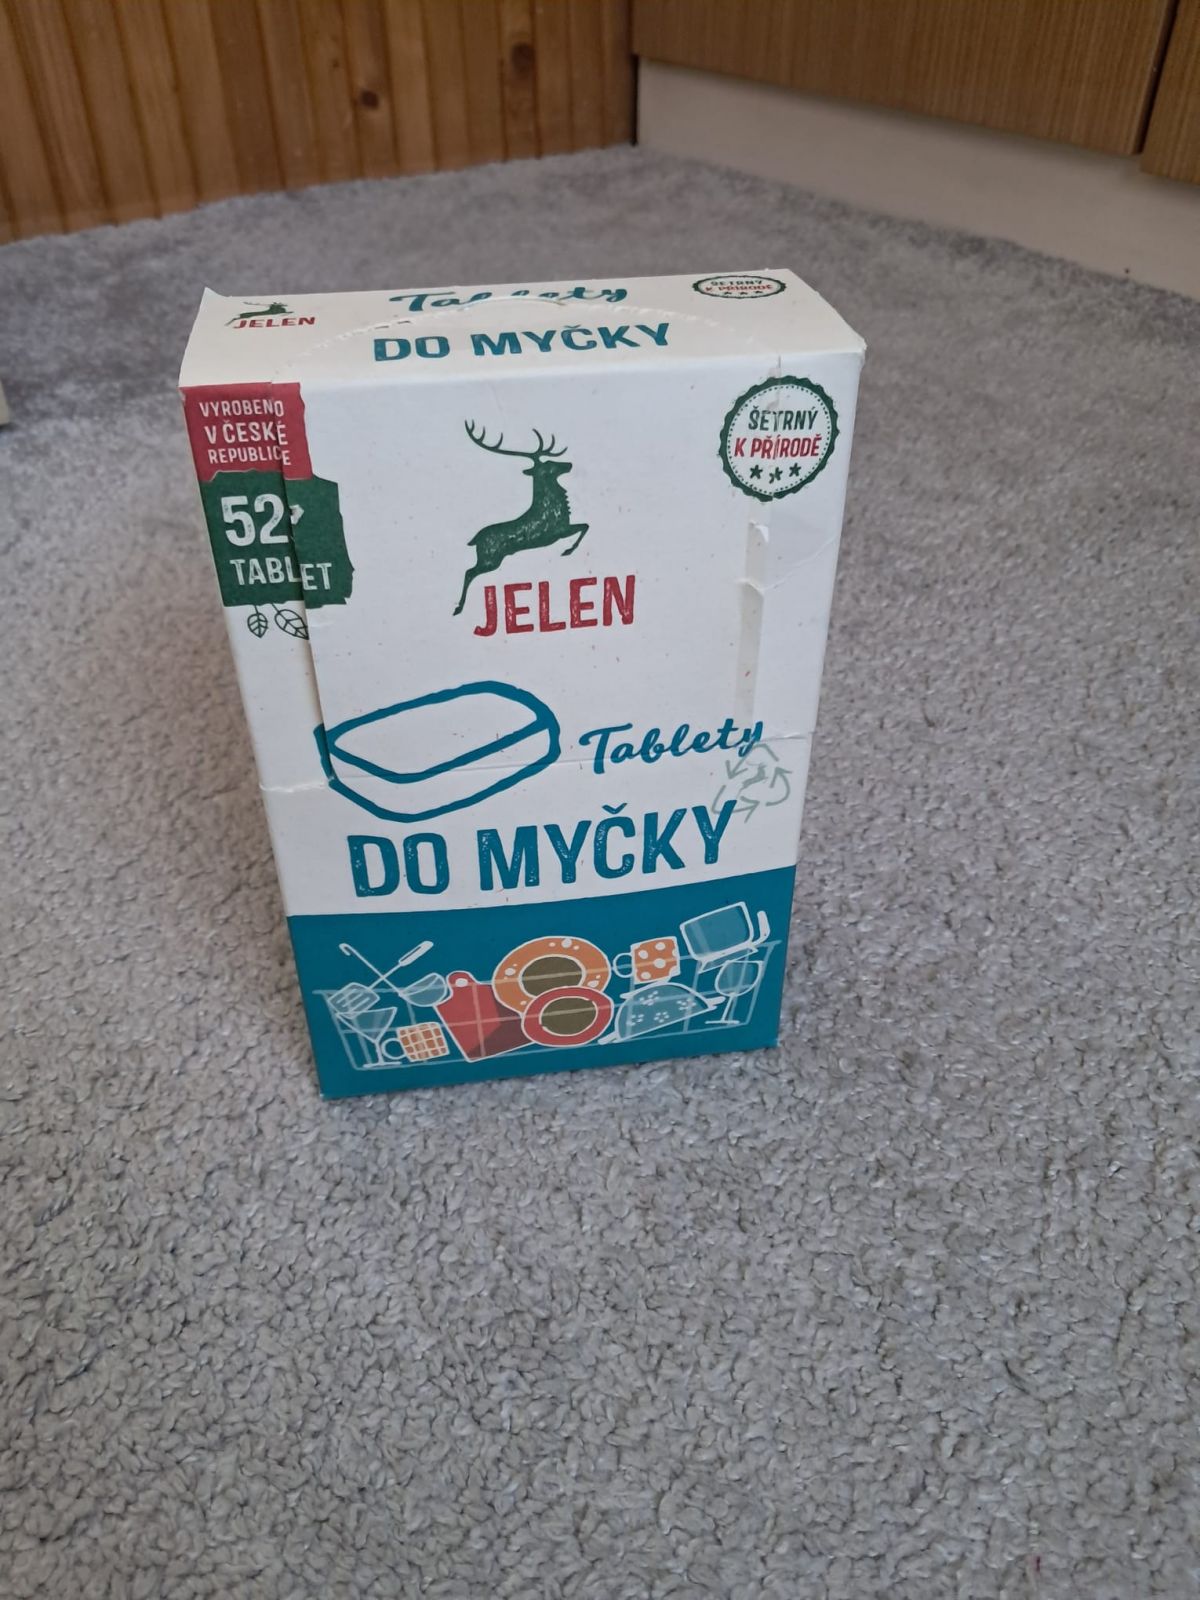 JELEN
Tablety
DO MYČKY
ŠETRNÝ
K PŘÍRODĚ
VYROBENO
V ČESKÉ
REPUBLICE
52
TABLET
ŠETRNÝ
K PŘÍRODĚ
JELEN
Tablety
DO MYČKY